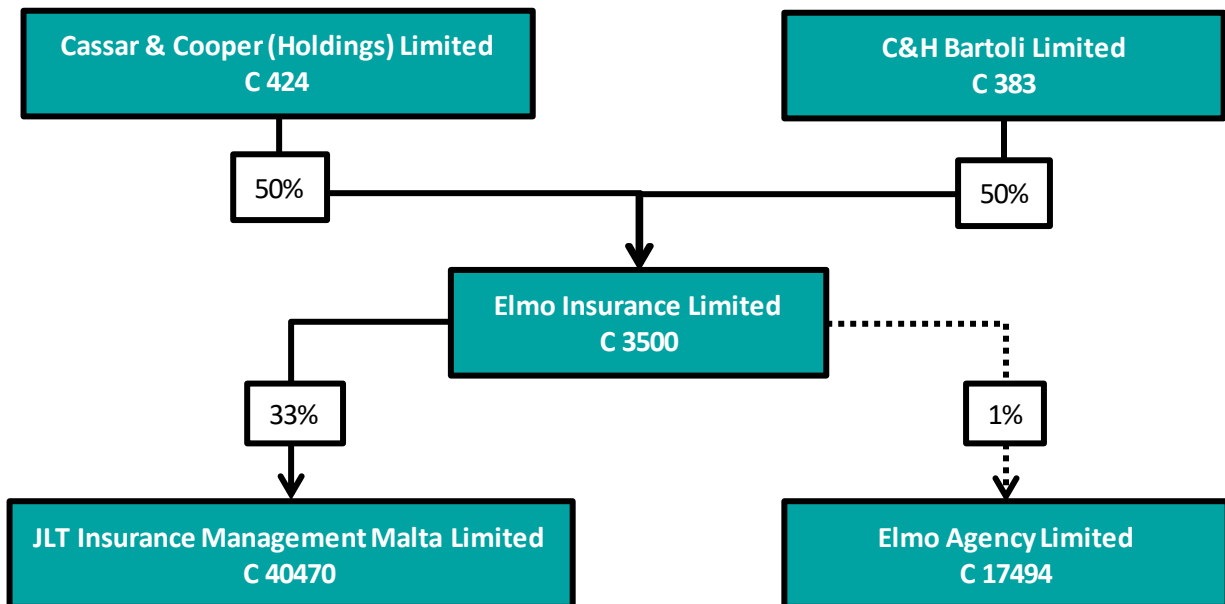 Cassar & Cooper (Holdings) Limited
C 424
C&H Bartoli Limited
C 383
50%
50%
Elmo Insurance Limited
C 3500
33%
1%
JLT Insurance Management Malta Limited
C 40470
Elmo Agency Limited
C 17494